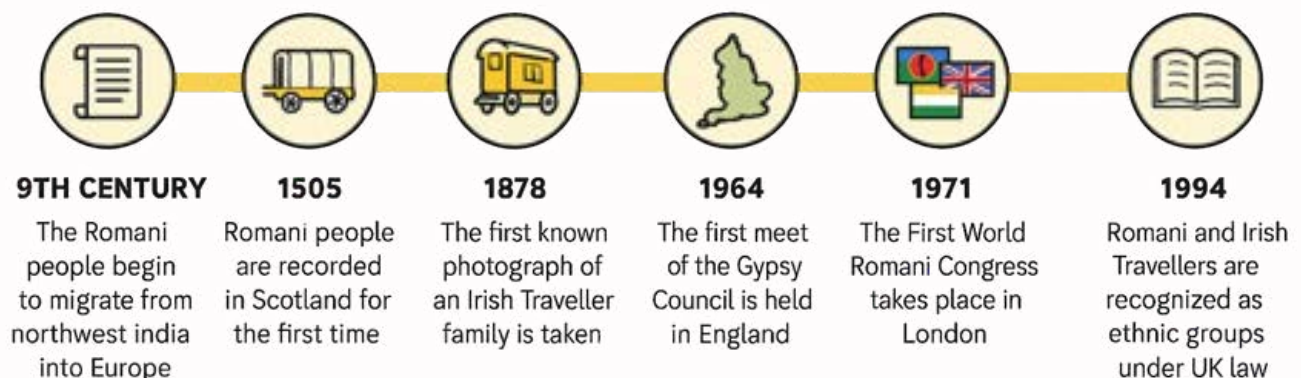 9TH CENTURY
The Romani
people begin
to migrate from
northwest india
into Europe
1505
Romani people
are recorded
in Scotland for
the first time
1878
The first known
photograph of
an Irish Traveller
family is taken
1964
The first meet
of the Gypsy
Council is held
in England
1971
The First World
Romani Congress
takes place in
London
1994
Romani and Irish
Travellers are
recognized as
ethnic groups
under UK law